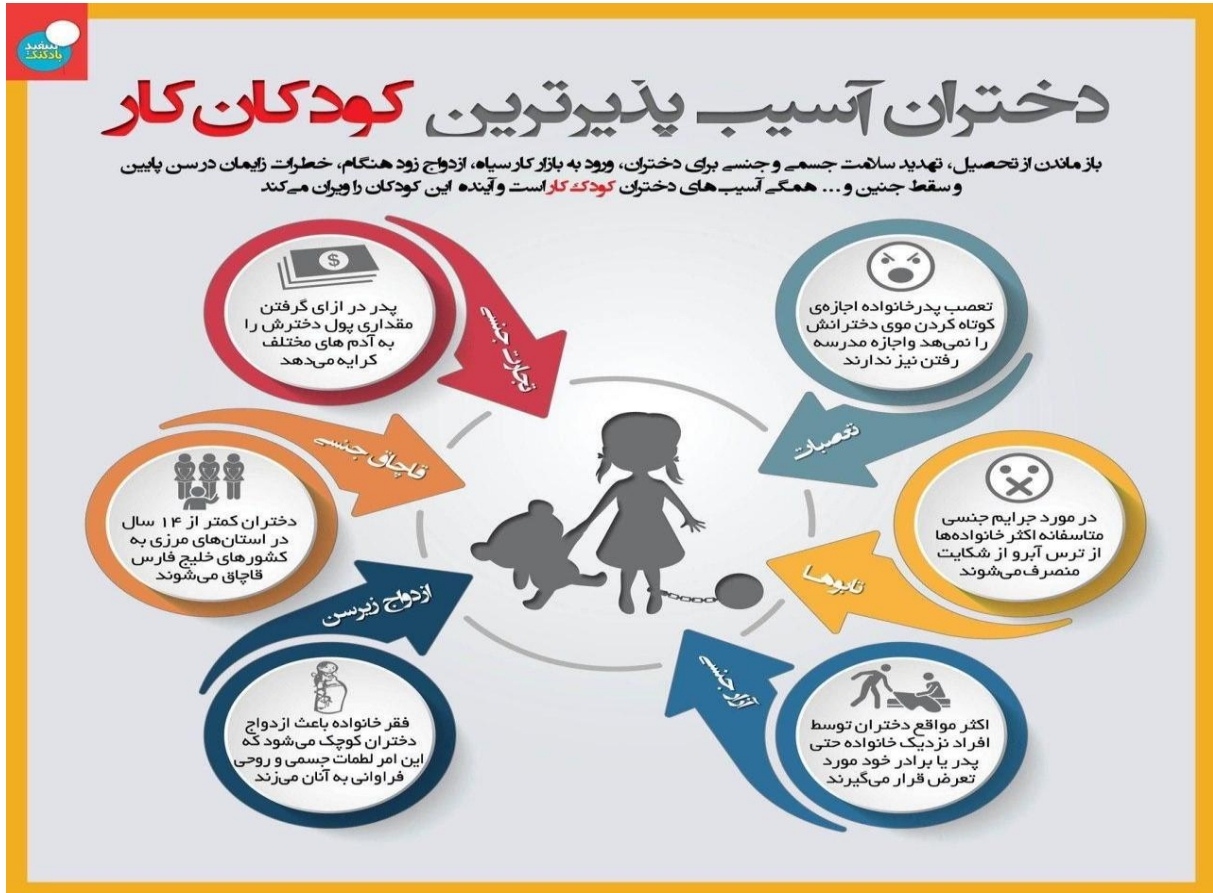 سفید
بادکنک
دختران آسیب پذیرترین کودکان کار
باز ماندن از تحصیل، تهدید سلامت جسمی و جنسی برای دختران، ورود به بازار کار سیاه، ازدواج زود هنگام، خطرات زایمان در سن پایین
و سقط جنین و... همگی آسیب های دختران کودک کار است و آینده این کودکان را ویران می‌کند
تعصب پدرخانواده اجازه‌ی
کوتاه کردن موی دخترانش
را نمی‌هد واجازه مدرسه
رفتن نیز ندارند
تعصبات
در مورد جرایم جنسی
متاسفانه اکثر خانواده‌ها
از ترس آبرو از شکایت
منصرف می‌شوند
تابوها
اکثر مواقع دختران توسط
افراد نزدیک خانواده حتی
پدر یا برادر خود مورد
تعرض قرار می‌گیرند
آزار جنسی
پدر در ازای گرفتن
مقداری پول دخترش را
به آدم های مختلف
کرایه می‌دهد
تجارت جنسی
دختران کمتر از ۱۴ سال
در استان‌های مرزی به
کشورهای خلیج فارس
قاچاق می‌شوند
قاچاق جنسی
فقر خانواده باعث ازدواج
دختران کوچک می‌شود که
این امر لطمات جسمی و روحی
فراوانی به آنان می‌زند
ازدواج زیرسن